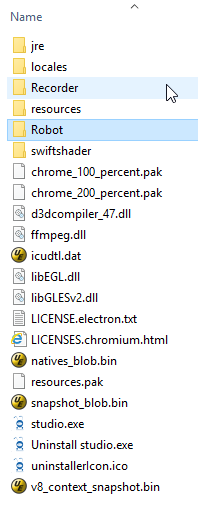 Name
jre
locales
Recorder
resources
Robot
swiftshader
chrome_100_percent.pak
chrome_200_percent.pak
d3dcompiler_47.dll
ffmpeg.dll
icudtl.dat
libEGL.dll
libGLESv2.dll
LICENSE.electron.txt
LICENSES.chromium.html
natives_blob.bin
resources.pak
snapshot_blob.bin
studio.exe
Uninstall studio.exe
uninstallerIcon.ico
v8_context_snapshot.bin